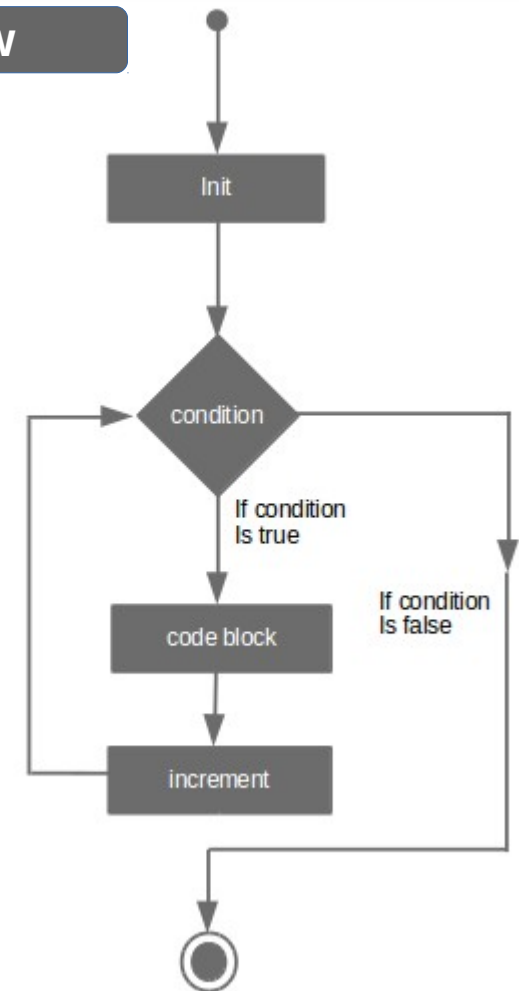 Init
condition
If condition
Is true
code block
If condition
Is false
increment